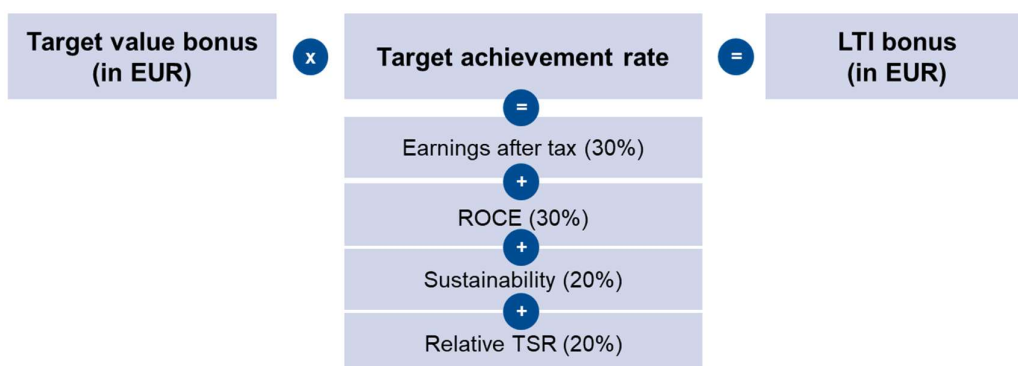 Target value bonus
(in EUR)
x
Target achievement rate
=
LTI bonus
(in EUR)
=
Earnings after tax (30%)
+
ROCE (30%)
+
Sustainability (20%)
+
Relative TSR (20%)